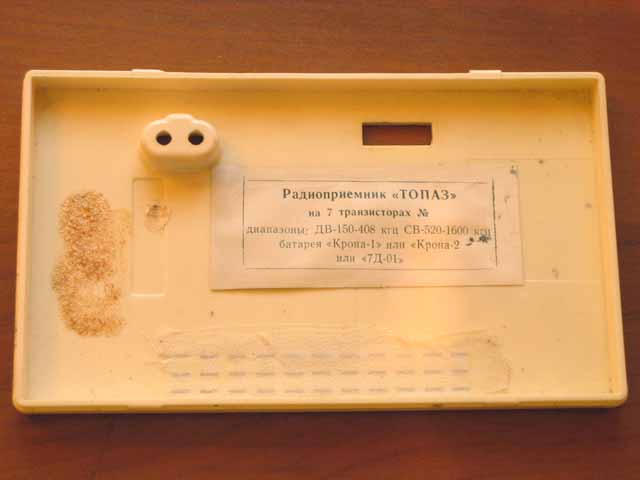 Радиоприемник «ТОПАЗ»
на 7 транзисторах №
диапазоны: ДВ-150-408 кгц СВ-520-1600 кгц
батарея «Крона-1» или «Крона-2
или «7Д-01»